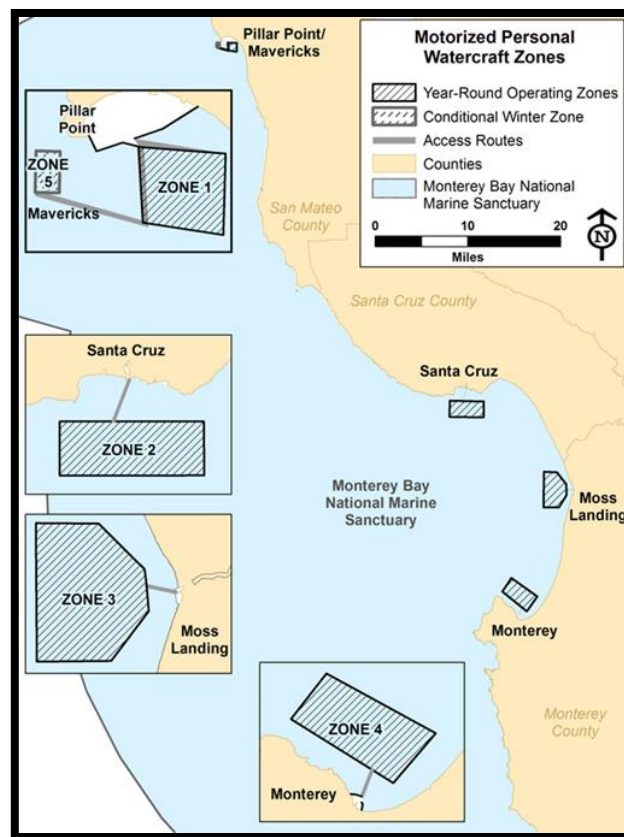 Pillar Point/
Mavericks
Motorized Personal
Watercraft Zones
Year-Round Operating Zones
Conditional Winter Zone
Access Routes
Counties
Monterey Bay National
Marine Sanctuary
0 10 20
Miles
N
Pillar
Point
ZONE
5
ZONE 1
Mavericks
San Mateo
County
Santa Cruz County
Santa Cruz
ZONE 2
Santa Cruz
Monterey Bay
National Marine
Sanctuary
Moss
Landing
ZONE 3
Moss
Landing
Monterey
ZONE 4
Monterey
Monterey
County